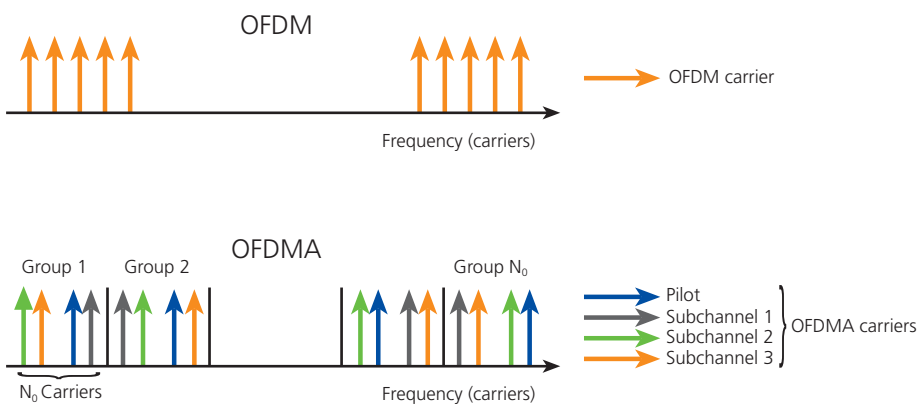 OFDM
OFDM carrier
Frequency (carriers)
OFDMA
Group 1
Group 2
Group N₀
Pilot
Subchannel 1
Subchannel 2
Subchannel 3
OFDMA carriers
N₀ Carriers
Frequency (carriers)